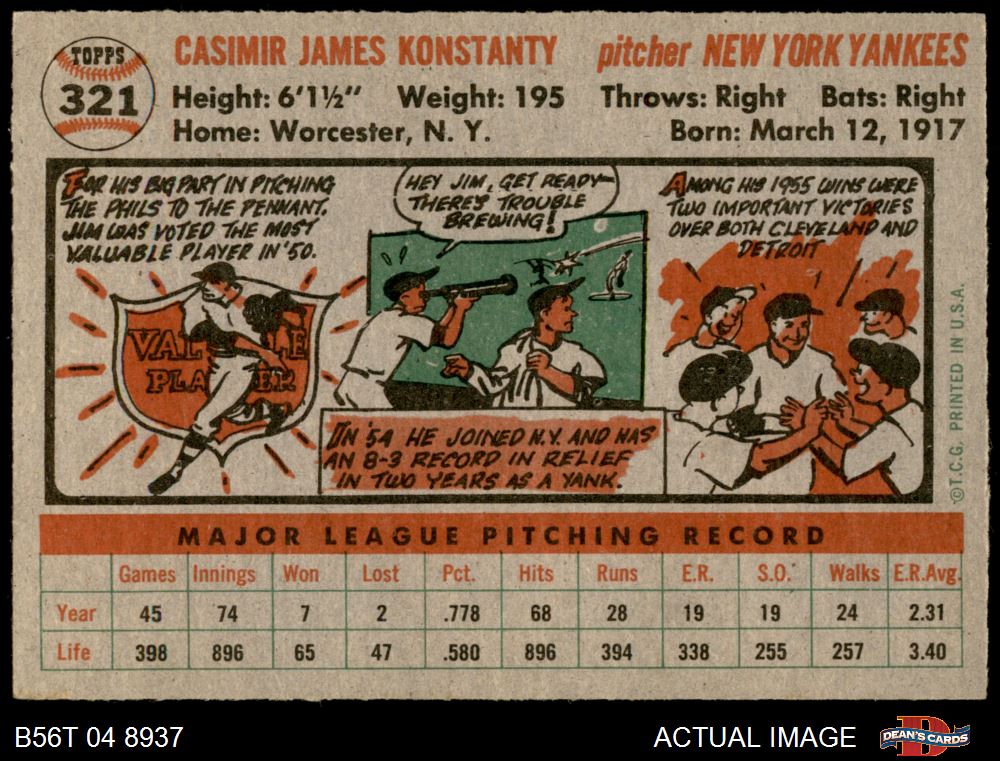 TOPPS
321
CASIMIR JAMES KONSTANTY pitcher NEW YORK YANKEES
Height: 6'1½" Weight: 195 Throws: Right Bats: Right
Home: Worcester, N. Y. Born: March 12, 1917
FOR HIS BIG PART IN PITCHING
THE PHILS TO THE PENNANT,
JIM WAS VOTED THE MOST
VALUABLE PLAYER IN '50.
VAL LE
PLA ER
HEY JIM, GET READY—
THERE'S TROUBLE
BREWING!
IN '54 HE JOINED N.Y. AND HAS
AN 8-3 RECORD IN RELIEF
IN TWO YEARS AS A YANK.
AMONG HIS 1955 WINS WERE
TWO IMPORTANT VICTORIES
OVER BOTH CLEVELAND AND
DETROIT
©T.C.G. PRINTED IN U.S.A.
MAJOR LEAGUE PITCHING RECORD
Games Innings Won Lost Pct. Hits Runs E.R. S.O. Walks E.R.Avg.
Year 45 74 7 2 .778 68 28 19 19 24 2.31
Life 398 896 65 47 .580 896 394 338 255 257 3.40
B56T 04 8937 ACTUAL IMAGE DEAN'S CARDS